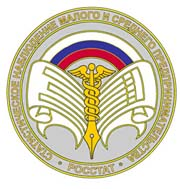 СТАТИСТИЧЕСКОЕ НАБЛЮДЕНИЕ МАЛОГО И СРЕДНЕГО ПРЕДПРИНИМАТЕЛЬСТВА
РОССТАТ